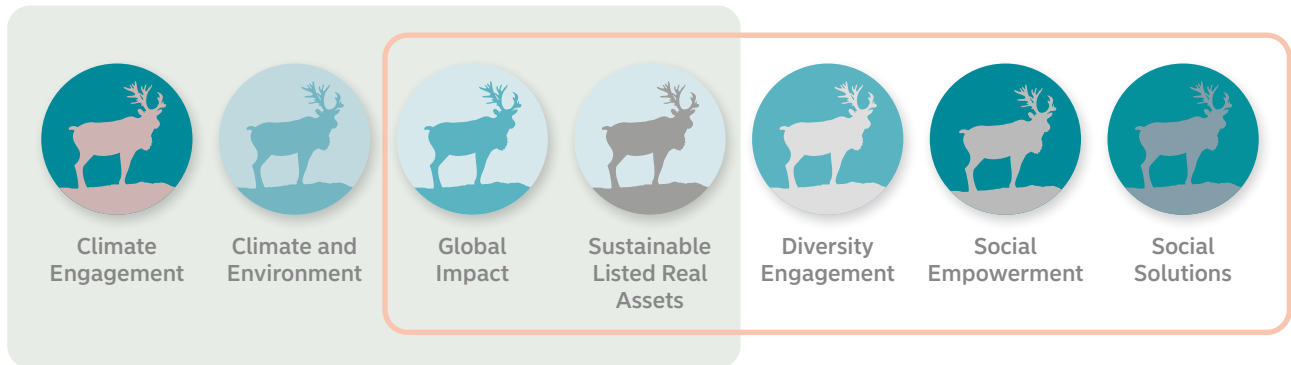 Climate
Engagement
Climate and
Environment
Global
Impact
Sustainable
Listed Real
Assets
Diversity
Engagement
Social
Empowerment
Social
Solutions